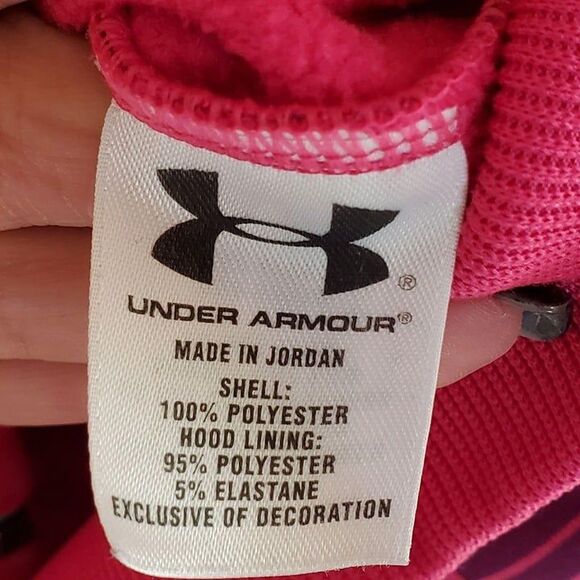 ®
UNDER ARMOUR®
MADE IN JORDAN
SHELL:
100% POLYESTER
HOOD LINING:
95% POLYESTER
5% ELASTANE
EXCLUSIVE OF DECORATION